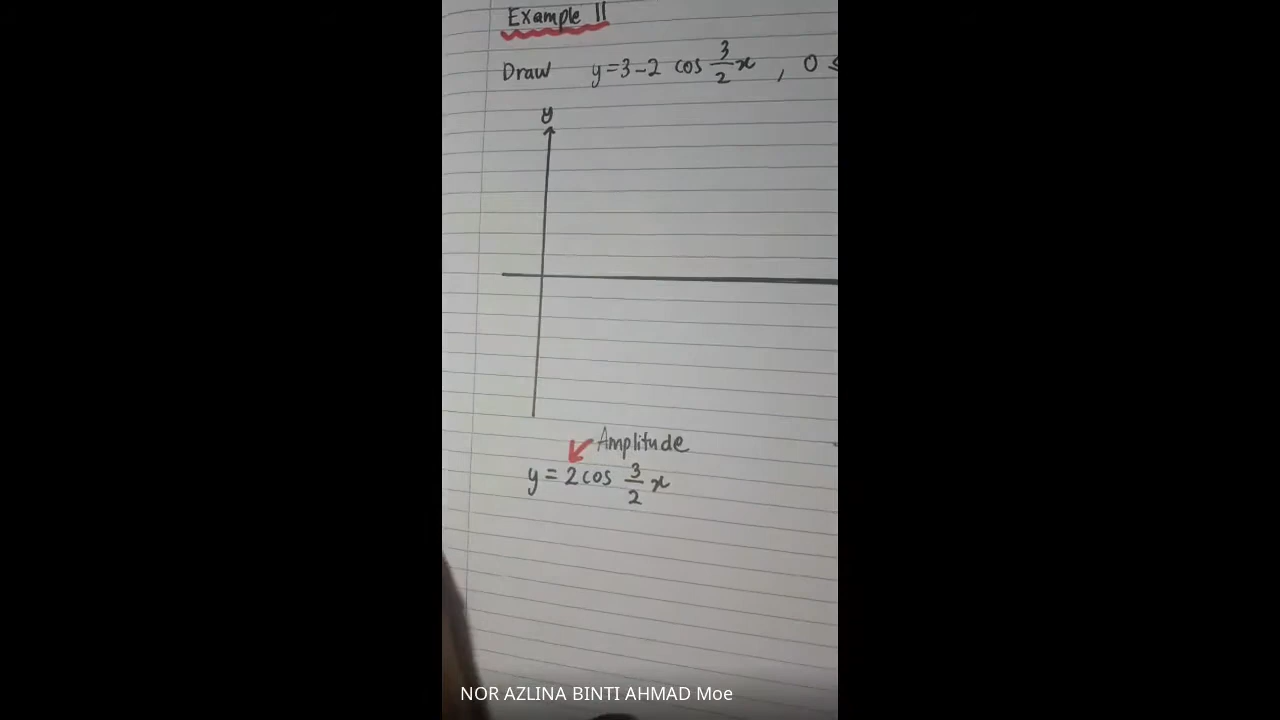 Example 11
Draw y=3-2 cos 3/2 x , 0 ≤
y
Amplitude
y = 2 cos 3/2 x
NOR AZLINA BINTI AHMAD Moe